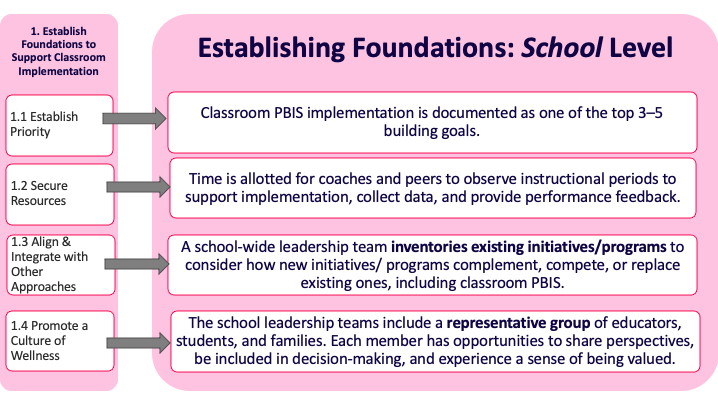 1. Establish
Foundations to
Support Classroom
Implementation
Establishing Foundations: School Level
1.1 Establish
Priority
Classroom PBIS implementation is documented as one of the top 3–5
building goals.
1.2 Secure
Resources
Time is allotted for coaches and peers to observe instructional periods to
support implementation, collect data, and provide performance feedback.
1.3 Align &
Integrate with
Other
Approaches
A school-wide leadership team inventories existing initiatives/programs to
consider how new initiatives/ programs complement, compete, or replace
existing ones, including classroom PBIS.
1.4 Promote a
Culture of
Wellness
The school leadership teams include a representative group of educators,
students, and families. Each member has opportunities to share perspectives,
be included in decision-making, and experience a sense of being valued.